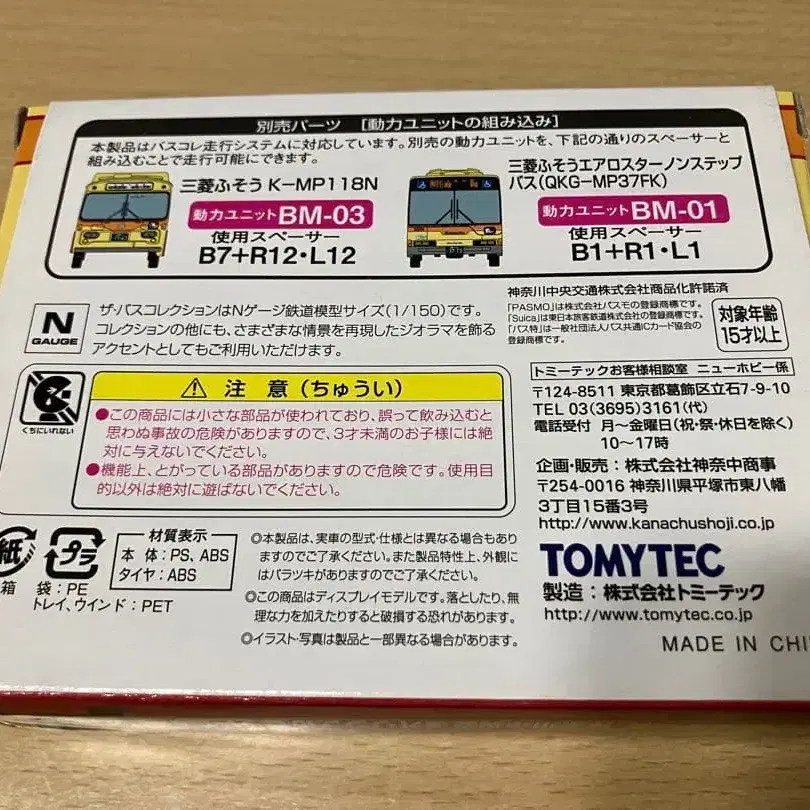 別売パーツ [動力ユニットの組み込み]
本製品はバスコレ走行システムに対応しています。別売の動力ユニットを、下記の通りのスペーサーと
組み込むことで走行可能にできます。
三菱ふそう K-MP118N
動力ユニット BM-03
使用スペーサー
B7+R12・L12
三菱ふそうエアロスターノンステップ
バス(QKG-MP37FK)
動力ユニット BM-01
使用スペーサー
B1+R1・L1
N
GAUGE
ザ・バスコレクションはNゲージ鉄道模型サイズ(1/150)です。
コレクションの他にも、さまざまな情景を再現したジオラマを飾る
アクセントとしてもご利用いただけます。
神奈川中央交通株式会社商品化許諾済
「PASMO」は株式会社パスモの登録商標です。
「Suica」は東日本旅客鉄道株式会社の登録商標です。
「バス特」は一般社団法人バス共通ICカード協会の
登録商標です。
対象年齢
15才以上
くちにいれない
注意(ちゅうい)
●この商品には小さな部品が使われており、誤って飲み込むと
思わぬ事故の危険がありますので、3才未満のお子様には絶
対に与えないでください。
●機能上、とがっている部品がありますので危険です。使用目
的以外は絶対に遊ばないでください。
トミーテックお客様相談室 ニューホビー係
〒124-8511 東京都葛飾区立石7-9-10
TEL 03(3695)3161(代)
電話受付 月〜金曜日(祝・祭・休日を除く)
10〜17時
企画・販売:株式会社神奈中商事
〒254-0016 神奈川県平塚市東八幡
3丁目15番3号
http://www.kanachushoji.co.jp
紙
箱
プラ
袋:PE
トレイ、ウインド:PET
材質表示
本体:PS、ABS
タイヤ:ABS
◎本製品は、実車の型式・仕様とは異なる場合もあり
ますのでご了承ください。また製品特性上、外観に
はバラツキがありますのでご了承ください。
◎この商品はディスプレイモデルです。落としたり、無
理な力を加えたりすると破損する恐れがあります。
◎イラスト・写真は製品と一部異なる場合があります。
TOMYTEC
製造:株式会社トミーテック
http://www.tomytec.co.jp
MADE IN CHI